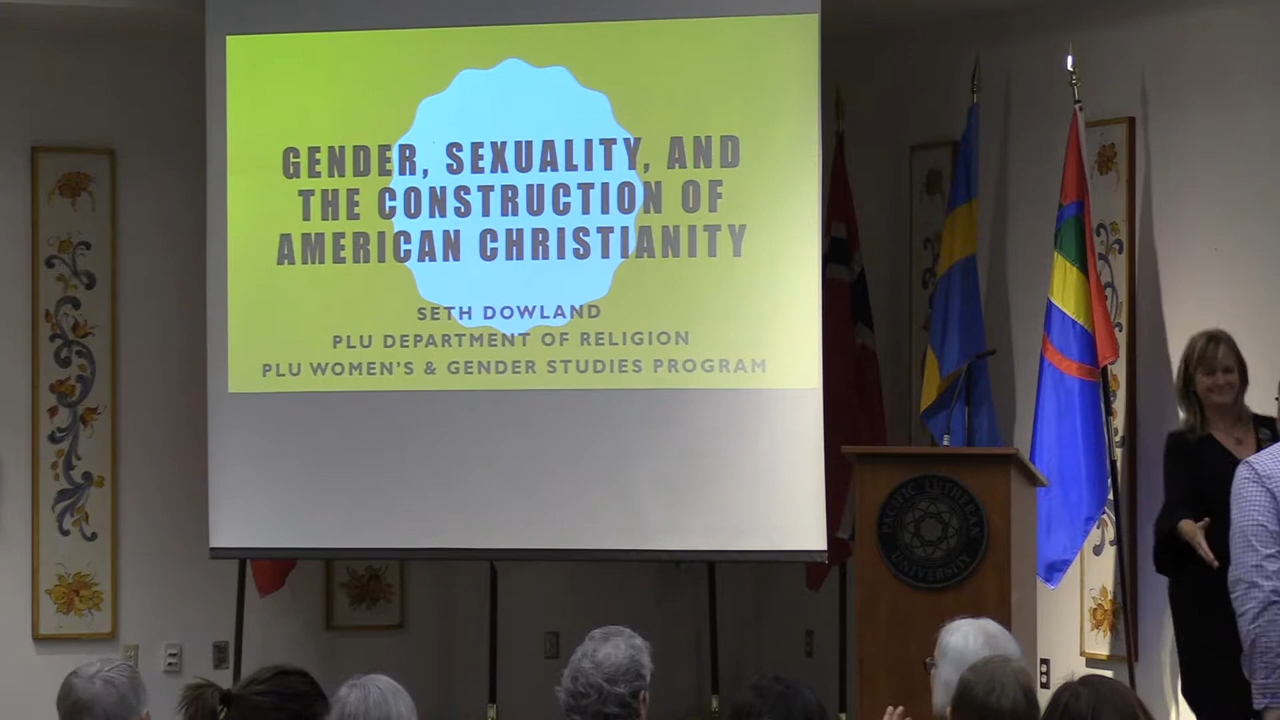 GENDER, SEXUALITY, AND
THE CONSTRUCTION OF
AMERICAN CHRISTIANITY
SETH DOWLAND
PLU DEPARTMENT OF RELIGION
PLU WOMEN'S & GENDER STUDIES PROGRAM
PACIFIC LUTHERAN
UNIVERSITY